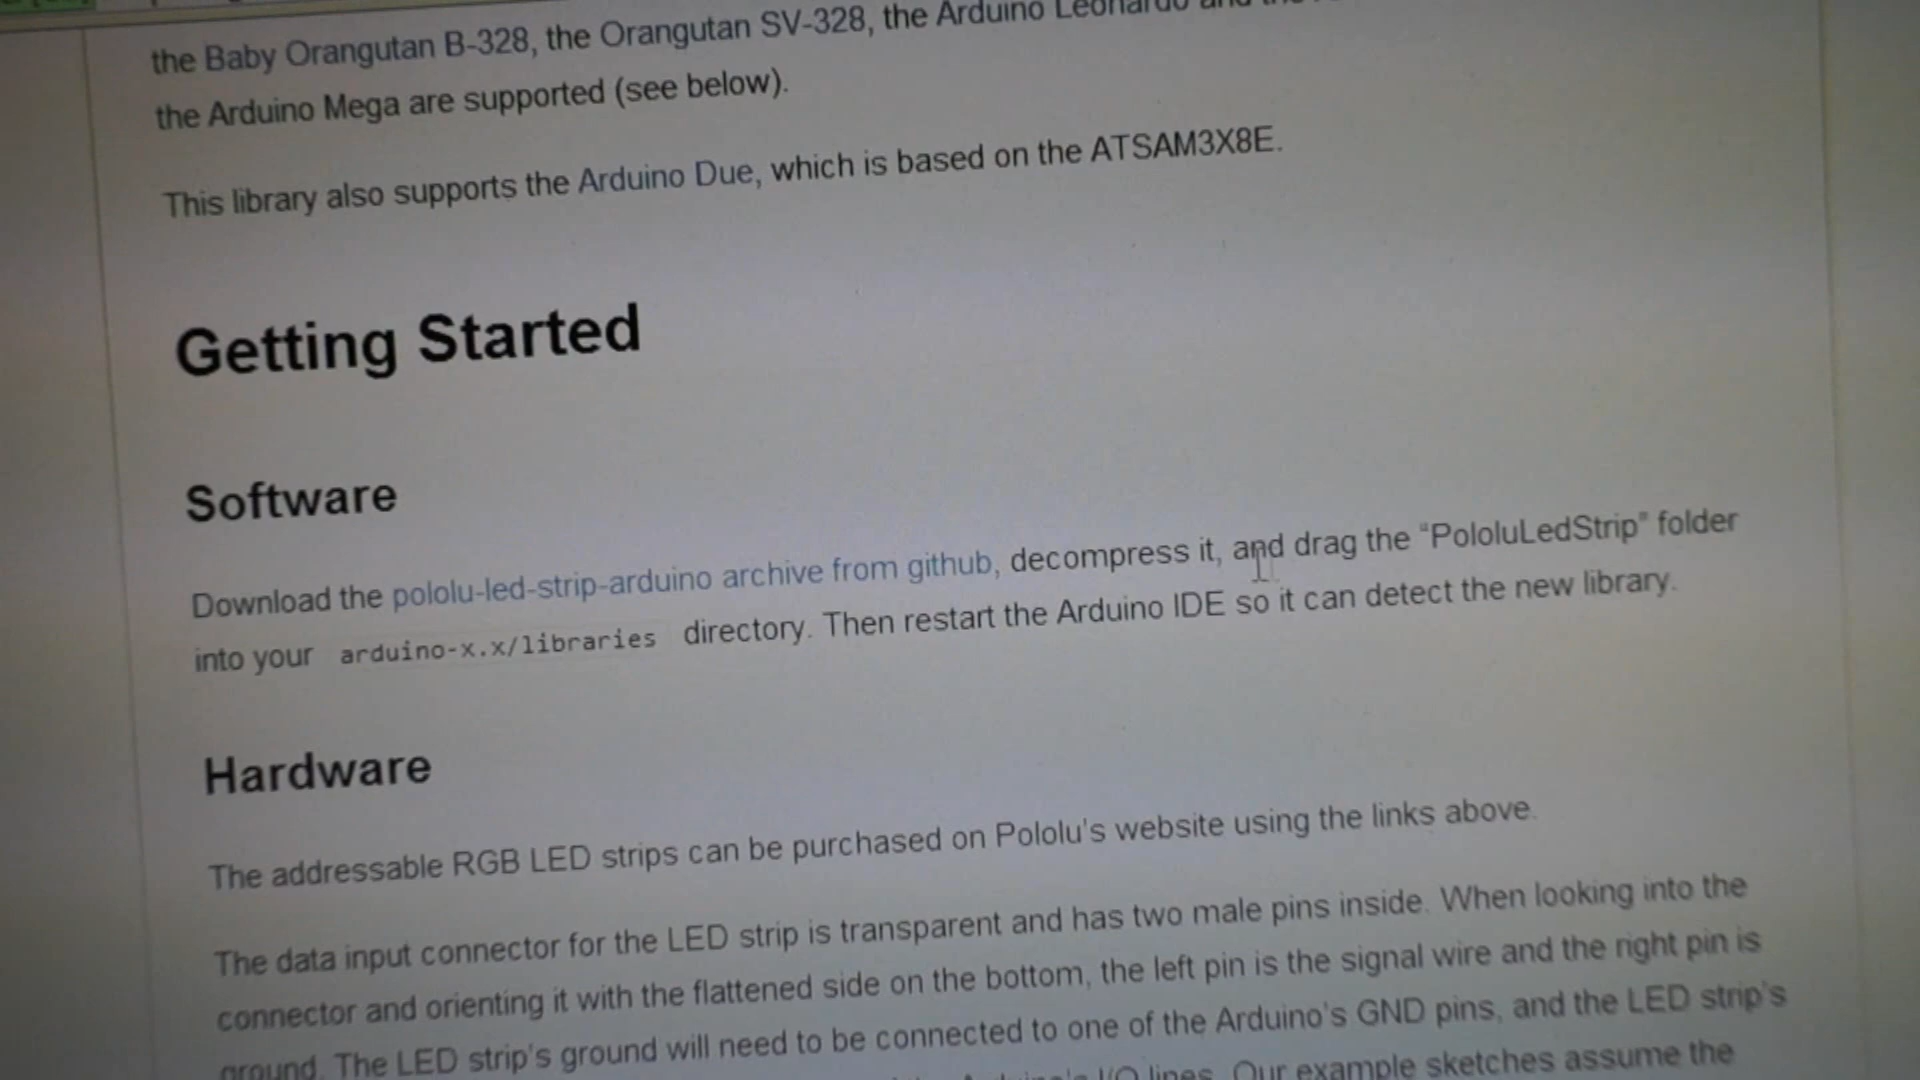 the Baby Orangutan B-328, the Orangutan SV-328, the Arduino Leonardo and the
the Arduino Mega are supported (see below).
This library also supports the Arduino Due, which is based on the ATSAM3X8E.
Getting Started
Software
Download the pololu-led-strip-arduino archive from github, decompress it, and drag the “PololuLedStrip” folder
into your arduino-x.x/libraries directory. Then restart the Arduino IDE so it can detect the new library.
Hardware
The addressable RGB LED strips can be purchased on Pololu's website using the links above.
The data input connector for the LED strip is transparent and has two male pins inside. When looking into the
connector and orienting it with the flattened side on the bottom, the left pin is the signal wire and the right pin is
ground. The LED strip's ground will need to be connected to one of the Arduino's GND pins, and the LED strip's
Arduino's I/O lines. Our example sketches assume the